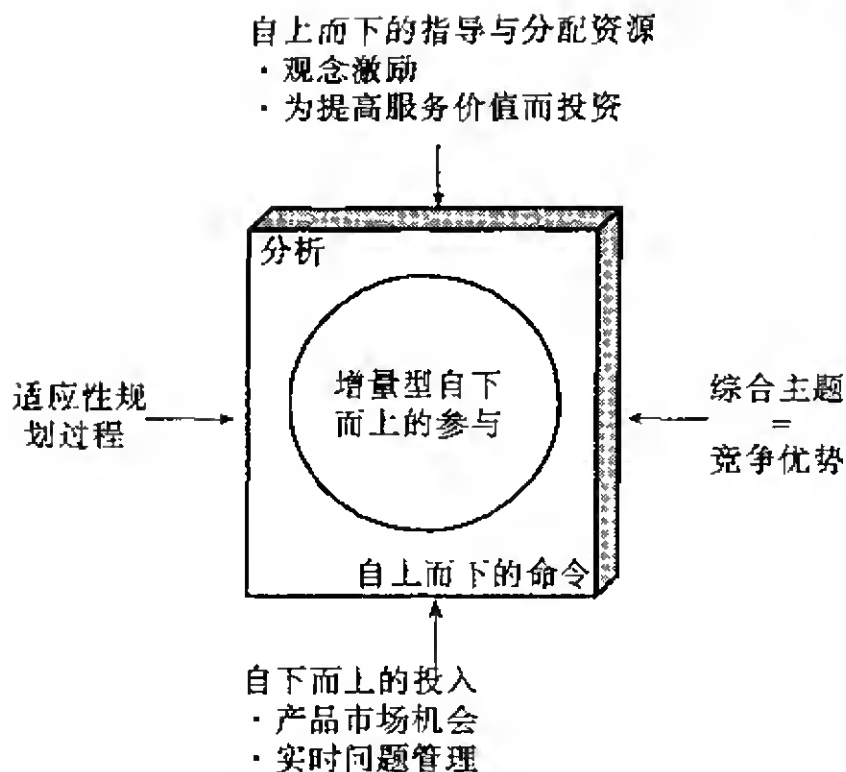 自上而下的指导与分配资源
·观念激励
·为提高服务价值而投资
分析
适应性规
划过程
增量型自下
而上的参与
综合主题
=
竞争优势
自上而下的命令
自下而上的投入
·产品市场机会
·实时问题管理